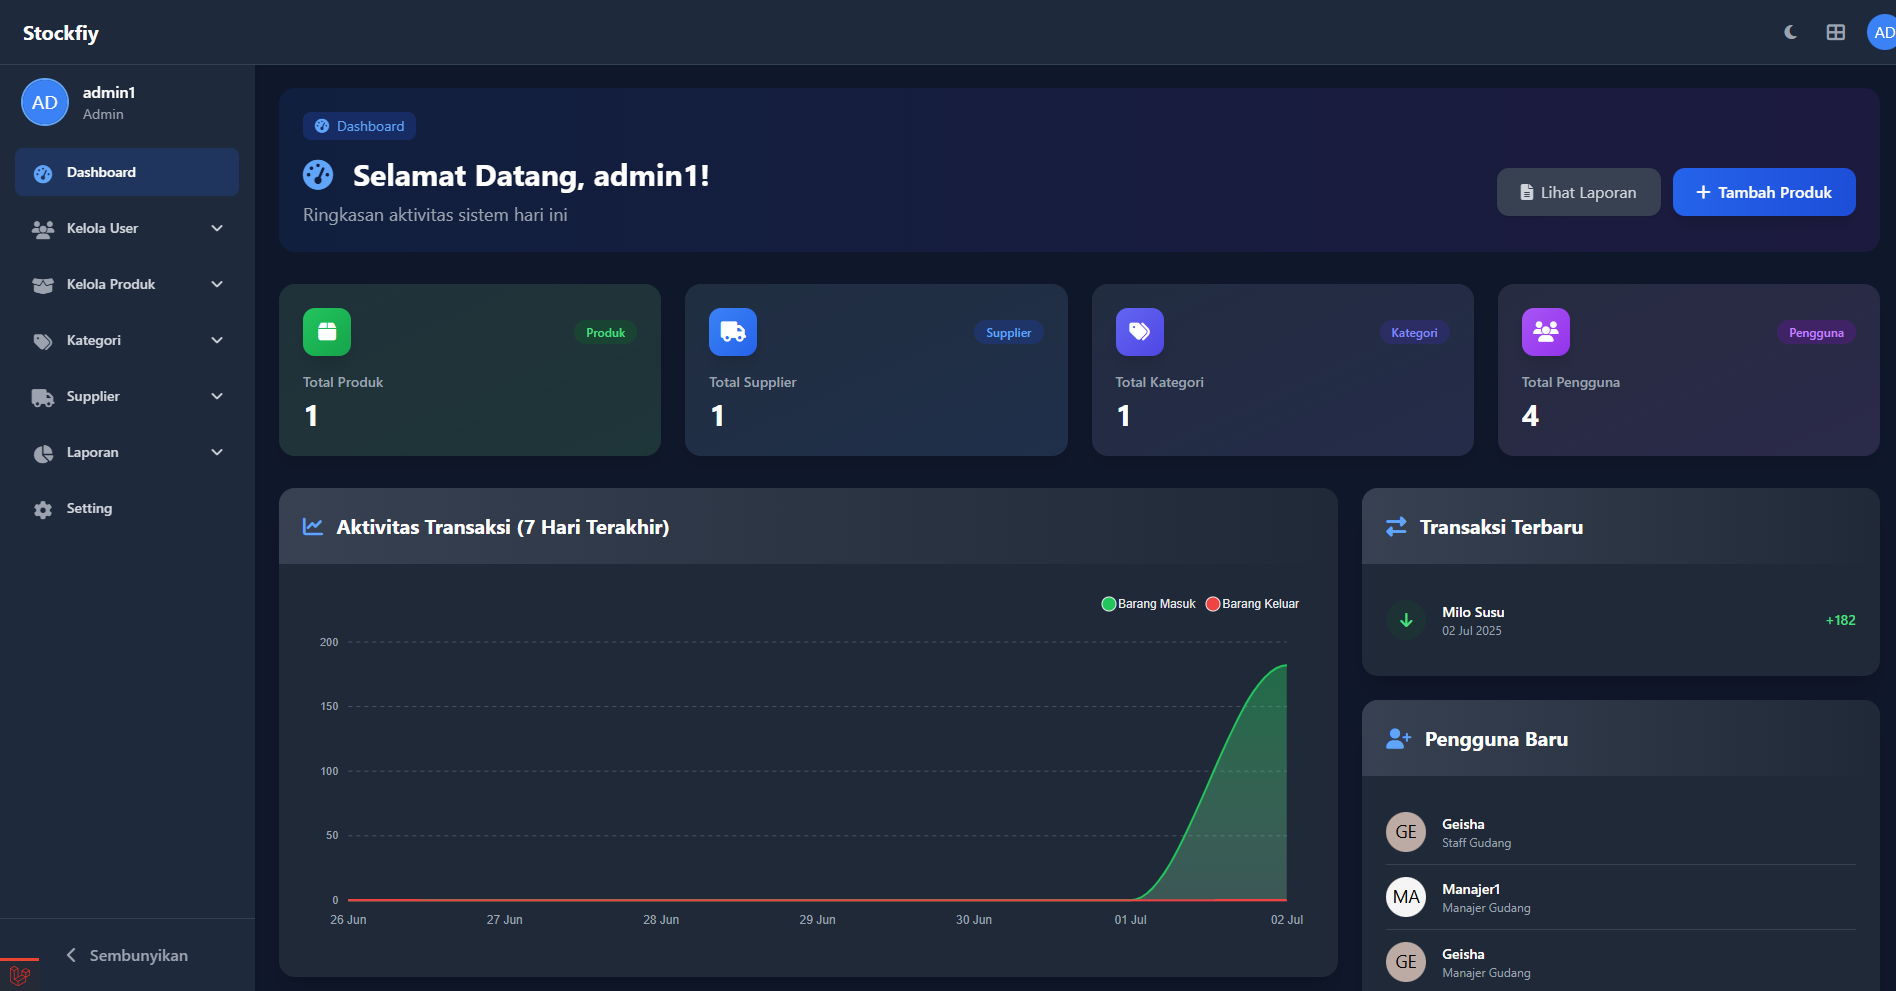 Stockfiy
AD
AD
admin1
Admin
Dashboard
Kelola User
Kelola Produk
Kategori
Supplier
Laporan
Setting
Sembunyikan
Dashboard
Selamat Datang, admin1!
Ringkasan aktivitas sistem hari ini
Lihat Laporan
Tambah Produk
Produk
Total Produk
1
Supplier
Total Supplier
1
Kategori
Total Kategori
1
Pengguna
Total Pengguna
4
Aktivitas Transaksi (7 Hari Terakhir)
Barang Masuk Barang Keluar
200
150
100
50
0
26 Jun 27 Jun 28 Jun 29 Jun 30 Jun 01 Jul 02 Jul
Transaksi Terbaru
Milo Susu
02 Jul 2025
+182
Pengguna Baru
GE
Geisha
Staff Gudang
MA
Manajer1
Manajer Gudang
GE
Geisha
Manajer Gudang